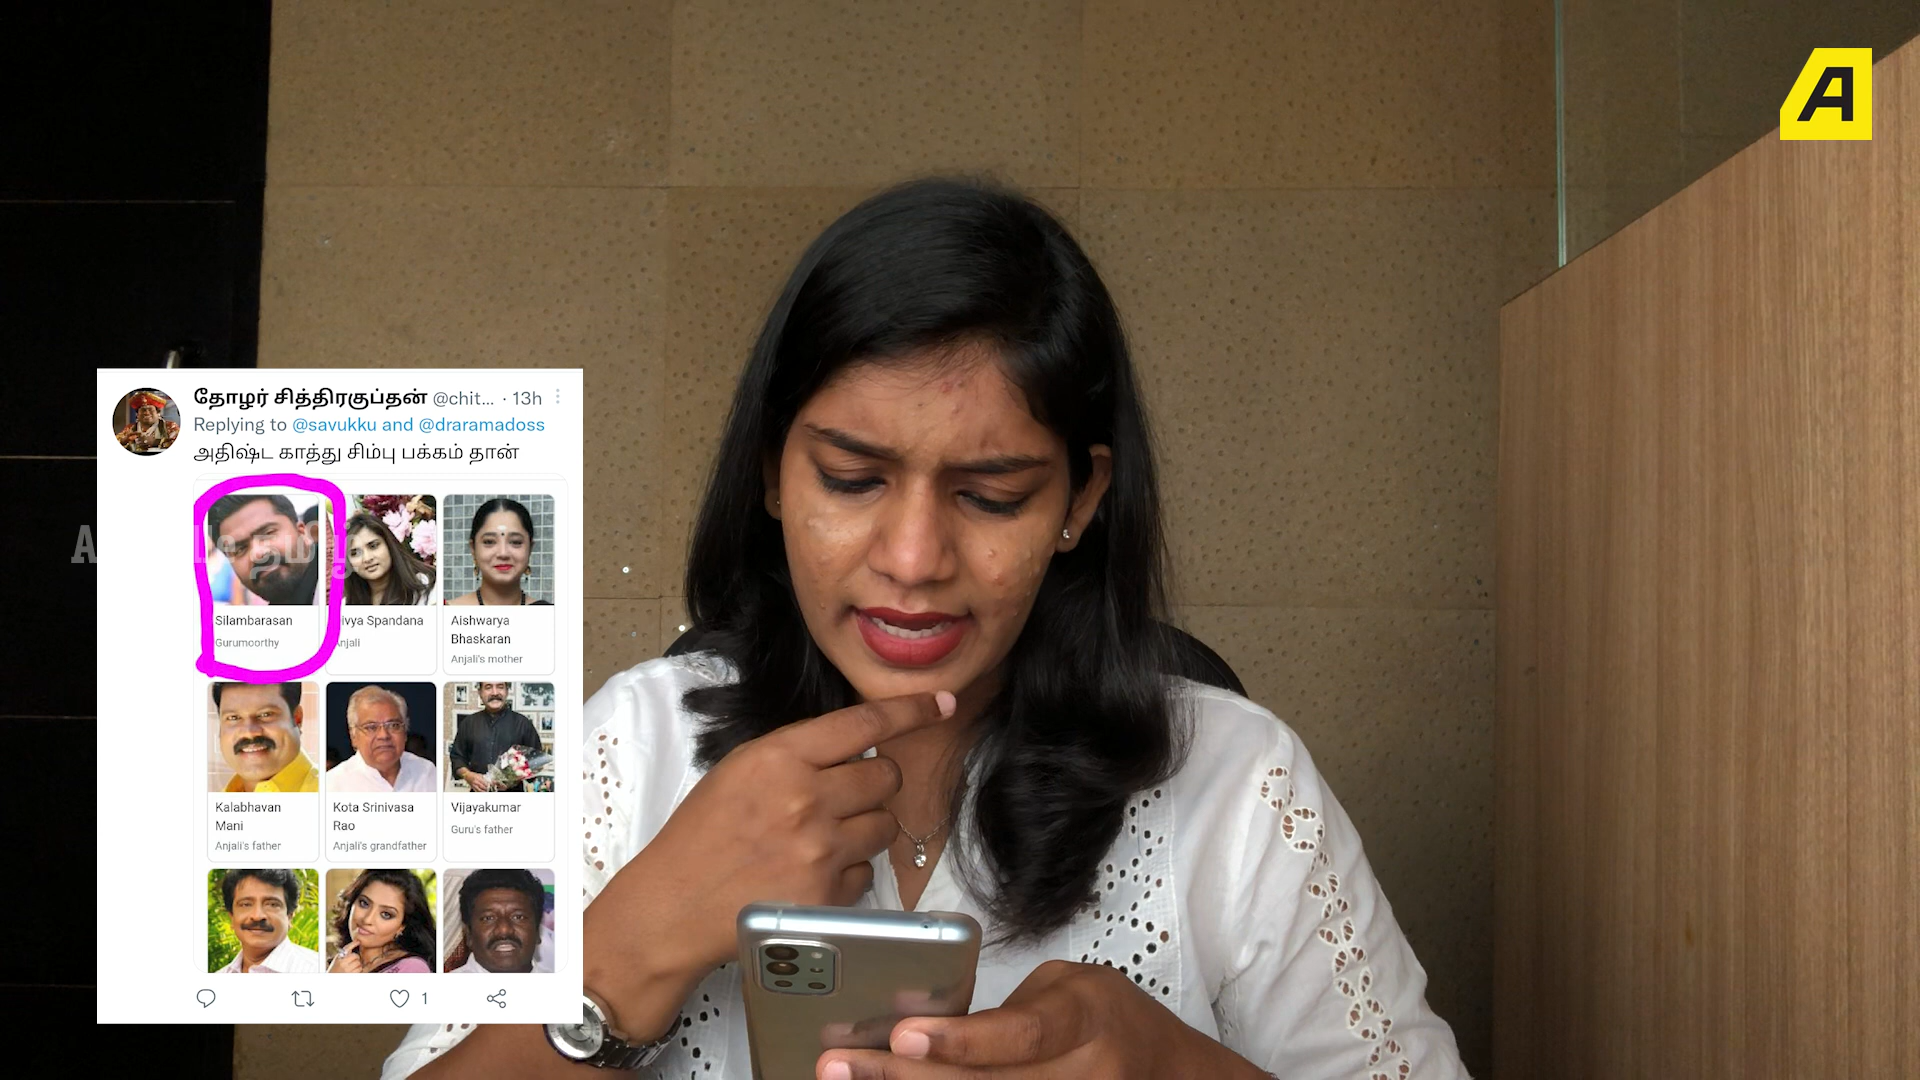 A
தோழர் சித்திரகுப்தன் @chit... · 13h
Replying to @savukku and @draramadoss
அதிஷ்ட காத்து சிம்பு பக்கம் தான்
Silambarasan
Gurumoorthy
ivya Spandana
Anjali
Aishwarya
Bhaskaran
Anjali's mother
Kalabhavan
Mani
Anjali's father
Kota Srinivasa
Rao
Anjali's grandfather
Vijayakumar
Guru's father
1